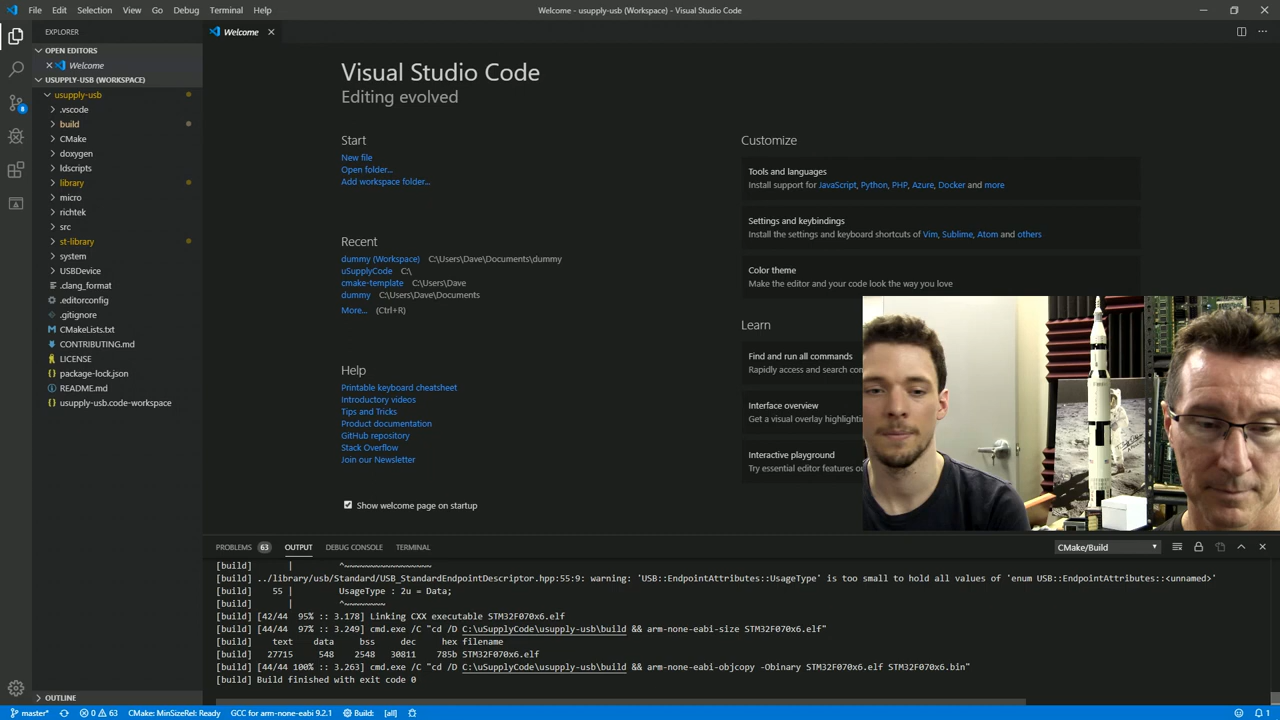 File Edit Selection View Go Debug Terminal Help
Welcome - usupply-usb (Workspace) - Visual Studio Code
EXPLORER
OPEN EDITORS
Welcome
USUPPLY-USB (WORKSPACE)
usupply-usb
.vscode
build
CMake
doxygen
ldscripts
library
micro
richtek
src
st-library
system
USBDevice
.clang_format
.editorconfig
.gitignore
CMakeLists.txt
CONTRIBUTING.md
LICENSE
package-lock.json
README.md
usupply-usb.code-workspace
OUTLINE
8
Welcome
Visual Studio Code
Editing evolved
Start
New file
Open folder...
Add workspace folder...
Recent
dummy (Workspace) C:\Users\Dave\Documents\dummy
uSupplyCode C:\
cmake-template C:\Users\Dave
dummy C:\Users\Dave\Documents
More... (Ctrl+R)
Help
Printable keyboard cheatsheet
Introductory videos
Tips and Tricks
Product documentation
GitHub repository
Stack Overflow
Join our Newsletter
Show welcome page on startup
Customize
Tools and languages
Install support for JavaScript, Python, PHP, Azure, Docker and more
Settings and keybindings
Install the settings and keyboard shortcuts of Vim, Sublime, Atom and others
Color theme
Make the editor and your code look the way you love
Learn
Find and run all commands
Rapidly access and search co
Interface overview
Get a visual overlay highlightin
Interactive playground
Try essential editor features o
PROBLEMS 63 OUTPUT DEBUG CONSOLE TERMINAL
CMake/Build
[build] | ^~~~~~~~~~~~~~~~~
[build] ../library/usb/Standard/USB_StandardEndpointDescriptor.hpp:55:9: warning: 'USB::EndpointAttributes::UsageType' is too small to hold all values of 'enum USB::EndpointAttributes::<unnamed>'
[build] 55 | UsageType : 2u = Data;
[build] | ^~~~~~~~~
[build] [42/44 95% :: 3.178] Linking CXX executable STM32F070x6.elf
[build] [44/44 97% :: 3.249] cmd.exe /C "cd /D C:\uSupplyCode\usupply-usb\build && arm-none-eabi-size STM32F070x6.elf"
[build] text data bss dec hex filename
[build] 27715 548 2548 30811 785b STM32F070x6.elf
[build] [44/44 100% :: 3.263] cmd.exe /C "cd /D C:\uSupplyCode\usupply-usb\build && arm-none-eabi-objcopy -Obinary STM32F070x6.elf STM32F070x6.bin"
[build] Build finished with exit code 0
master* 0 63 CMake: MinSizeRel: Ready GCC for arm-none-eabi 9.2.1 Build: [all] 1